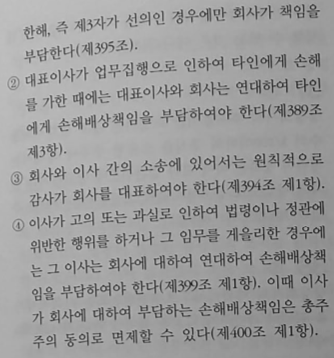 한해, 즉 제3자가 선의인 경우에만 회사가 책임을
부담한다(제395조).
② 대표이사가 업무집행으로 인하여 타인에게 손해
를 가한 때에는 대표이사와 회사는 연대하여 타인
에게 손해배상책임을 부담하여야 한다(제389조
제3항).
③ 회사와 이사 간의 소송에 있어서는 원칙적으로
감사가 회사를 대표하여야 한다(제394조 제1항).
④ 이사가 고의 또는 과실로 인하여 법령이나 정관에
위반한 행위를 하거나 그 임무를 게을리한 경우에
는 그 이사는 회사에 대하여 연대하여 손해배상책
임을 부담하여야 한다(제399조 제1항). 이때 이사
가 회사에 대하여 부담하는 손해배상책임은 총주
주의 동의로 면제할 수 있다(제400조 제1항).